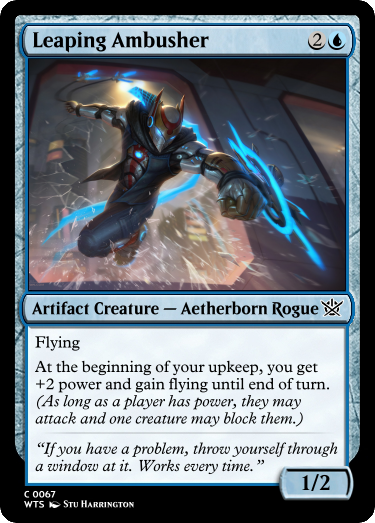 Leaping Ambusher 2
Artifact Creature — Aetherborn Rogue
Flying
At the beginning of your upkeep, you get
+2 power and gain flying until end of turn.
(As long as a player has power, they may
attack and one creature may block them.)
“If you have a problem, throw yourself through
a window at it. Works every time.”
1/2
C 0067
WTS Stu Harrington